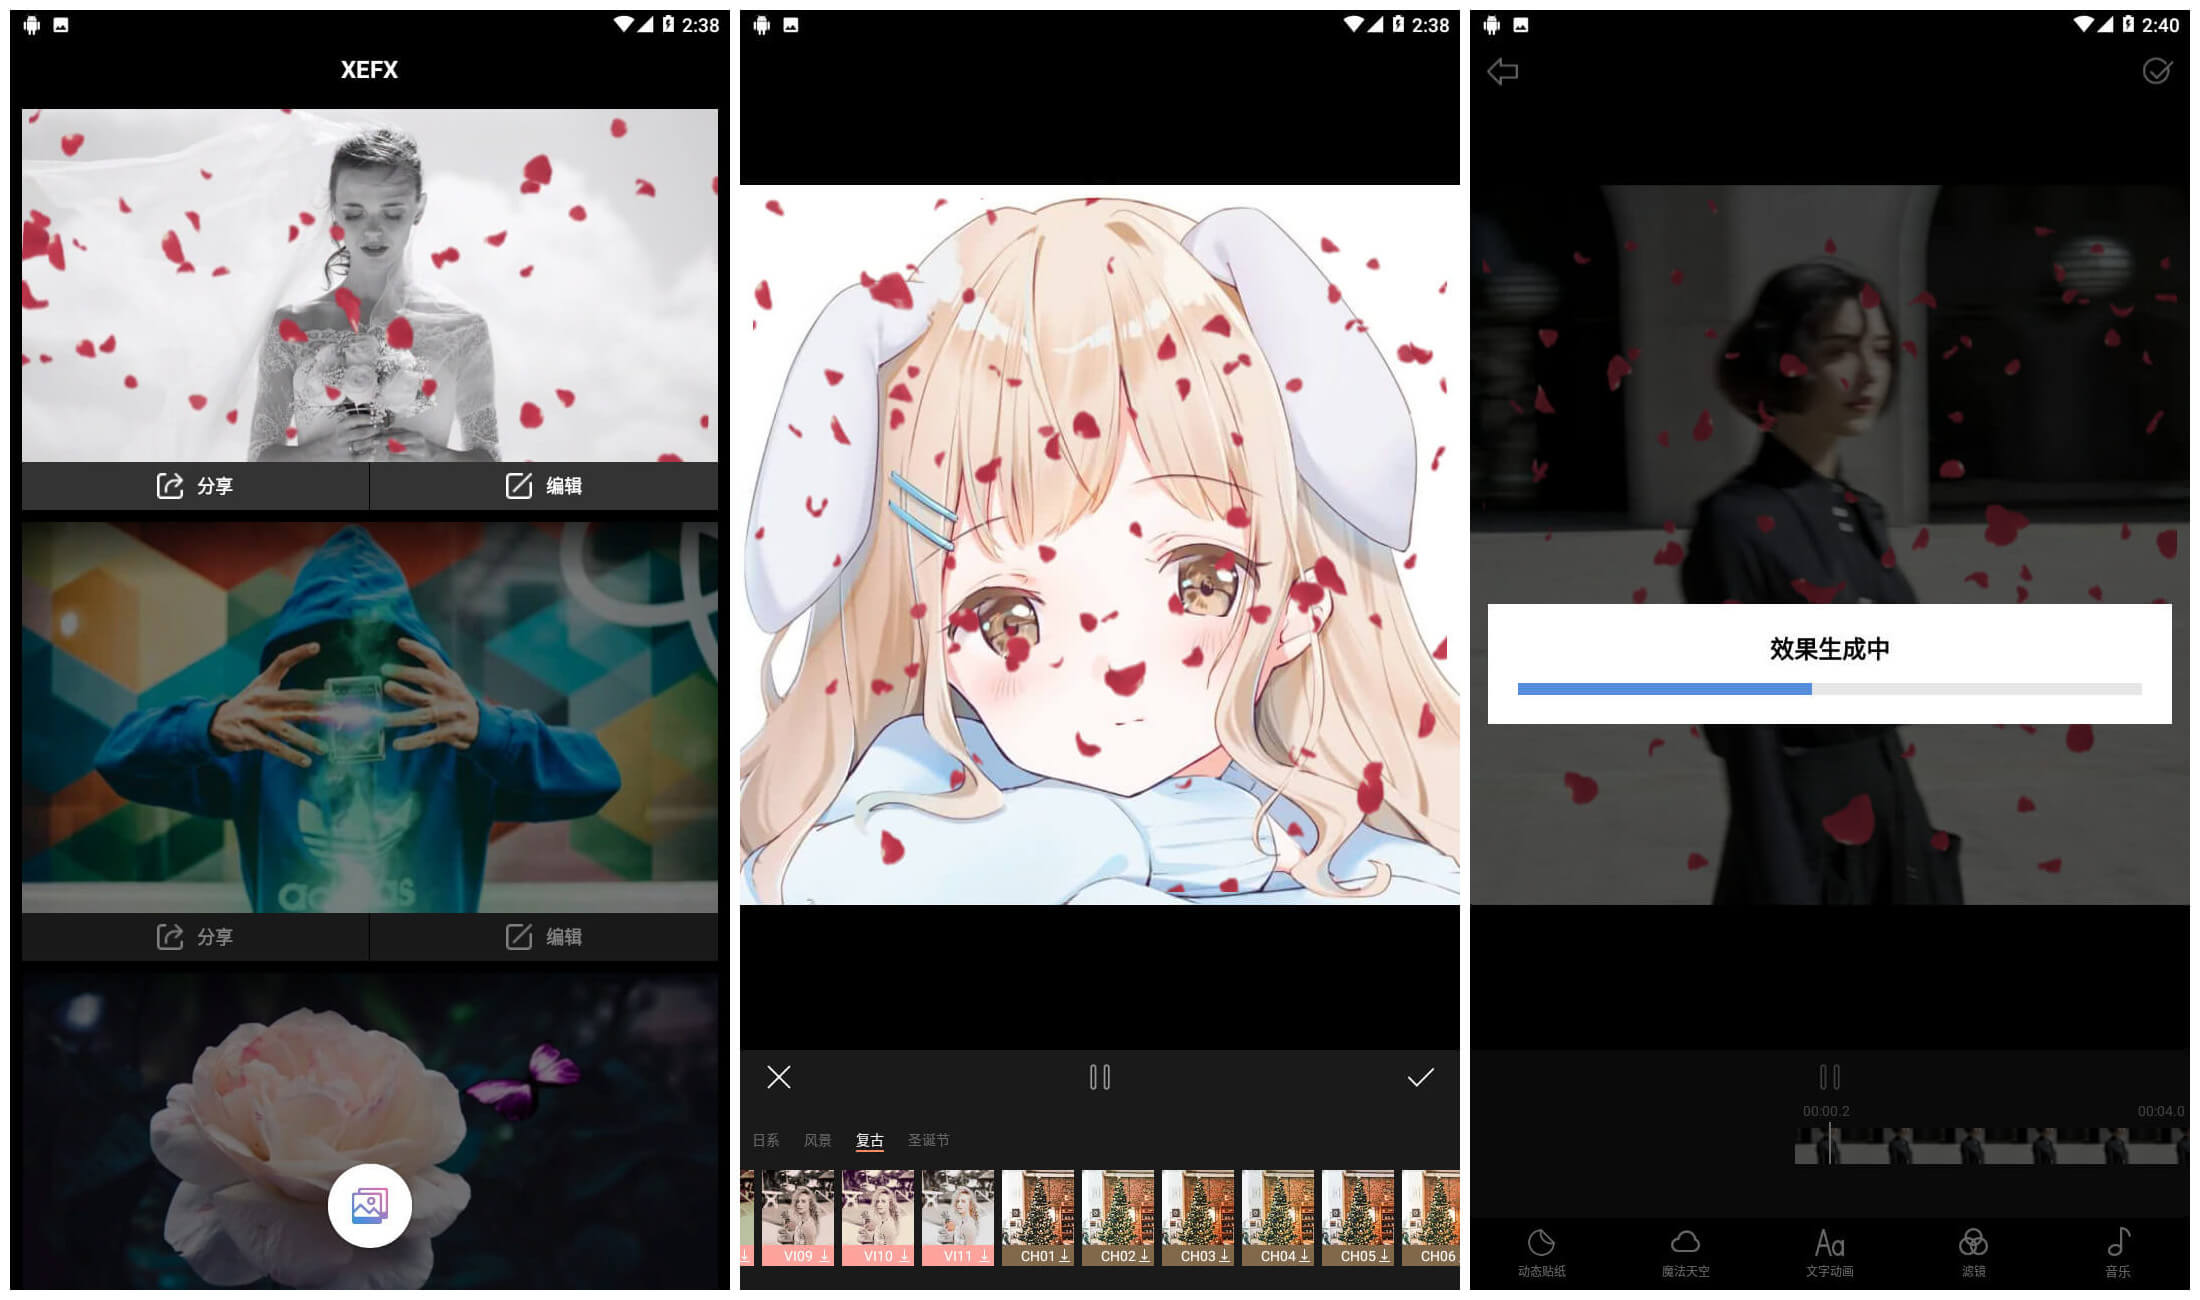 2:38
XEFX
分享
编辑
adidas
分享
编辑
2:38
日系 风景 复古 圣诞节
VI09 VI10 VI11 CH01 CH02 CH03 CH04 CH05 CH06
2:40
效果生成中
00:00.2 00:04.0
动态贴纸 魔法天空 文字动画 滤镜 音乐